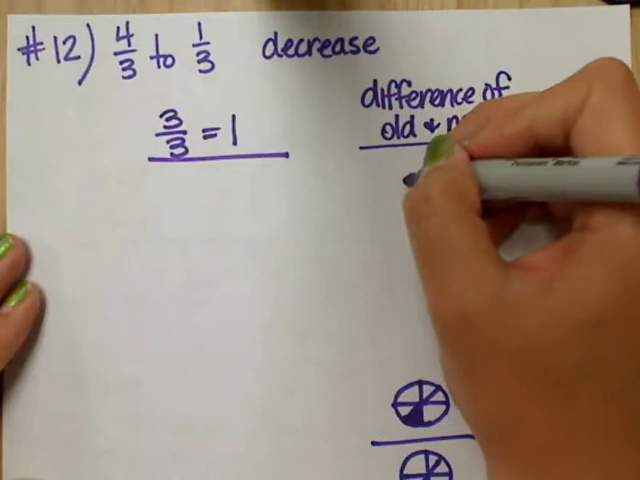 #12) 4/3 to 1/3 decrease
difference of
old &
3/3 = 1